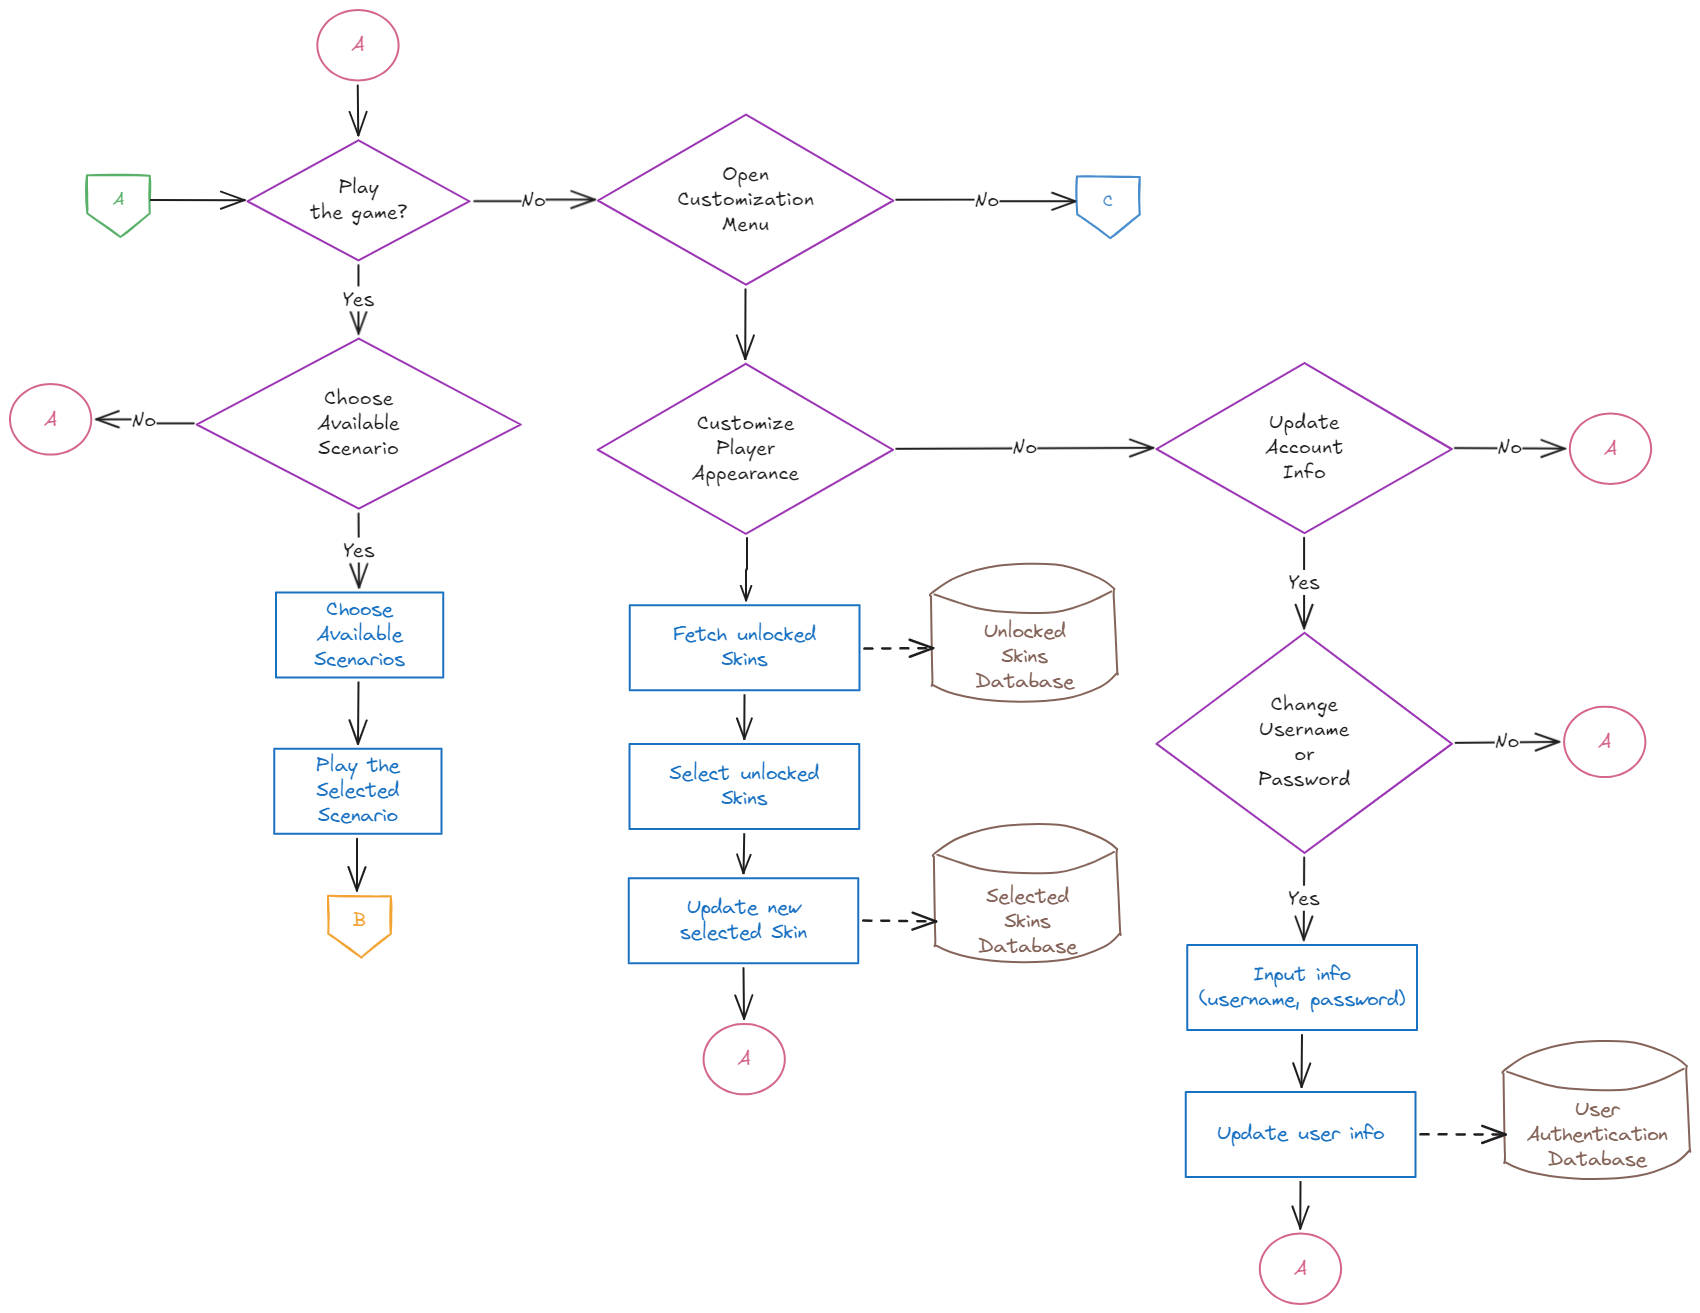 A
A
Play
the game?
No
Open
Customization
Menu
No
C
Yes
A
No
Choose
Available
Scenario
Customize
Player
Appearance
No
Update
Account
Info
No
A
Yes
Choose
Available
Scenarios
Fetch unlocked
Skins
Unlocked
Skins
Database
Yes
Change
Username
or
Password
No
A
Play the
Selected
Scenario
Select unlocked
Skins
B
Update new
selected Skin
Selected
Skins
Database
Yes
Input info
(username, password)
A
Update user info
User
Authentication
Database
A